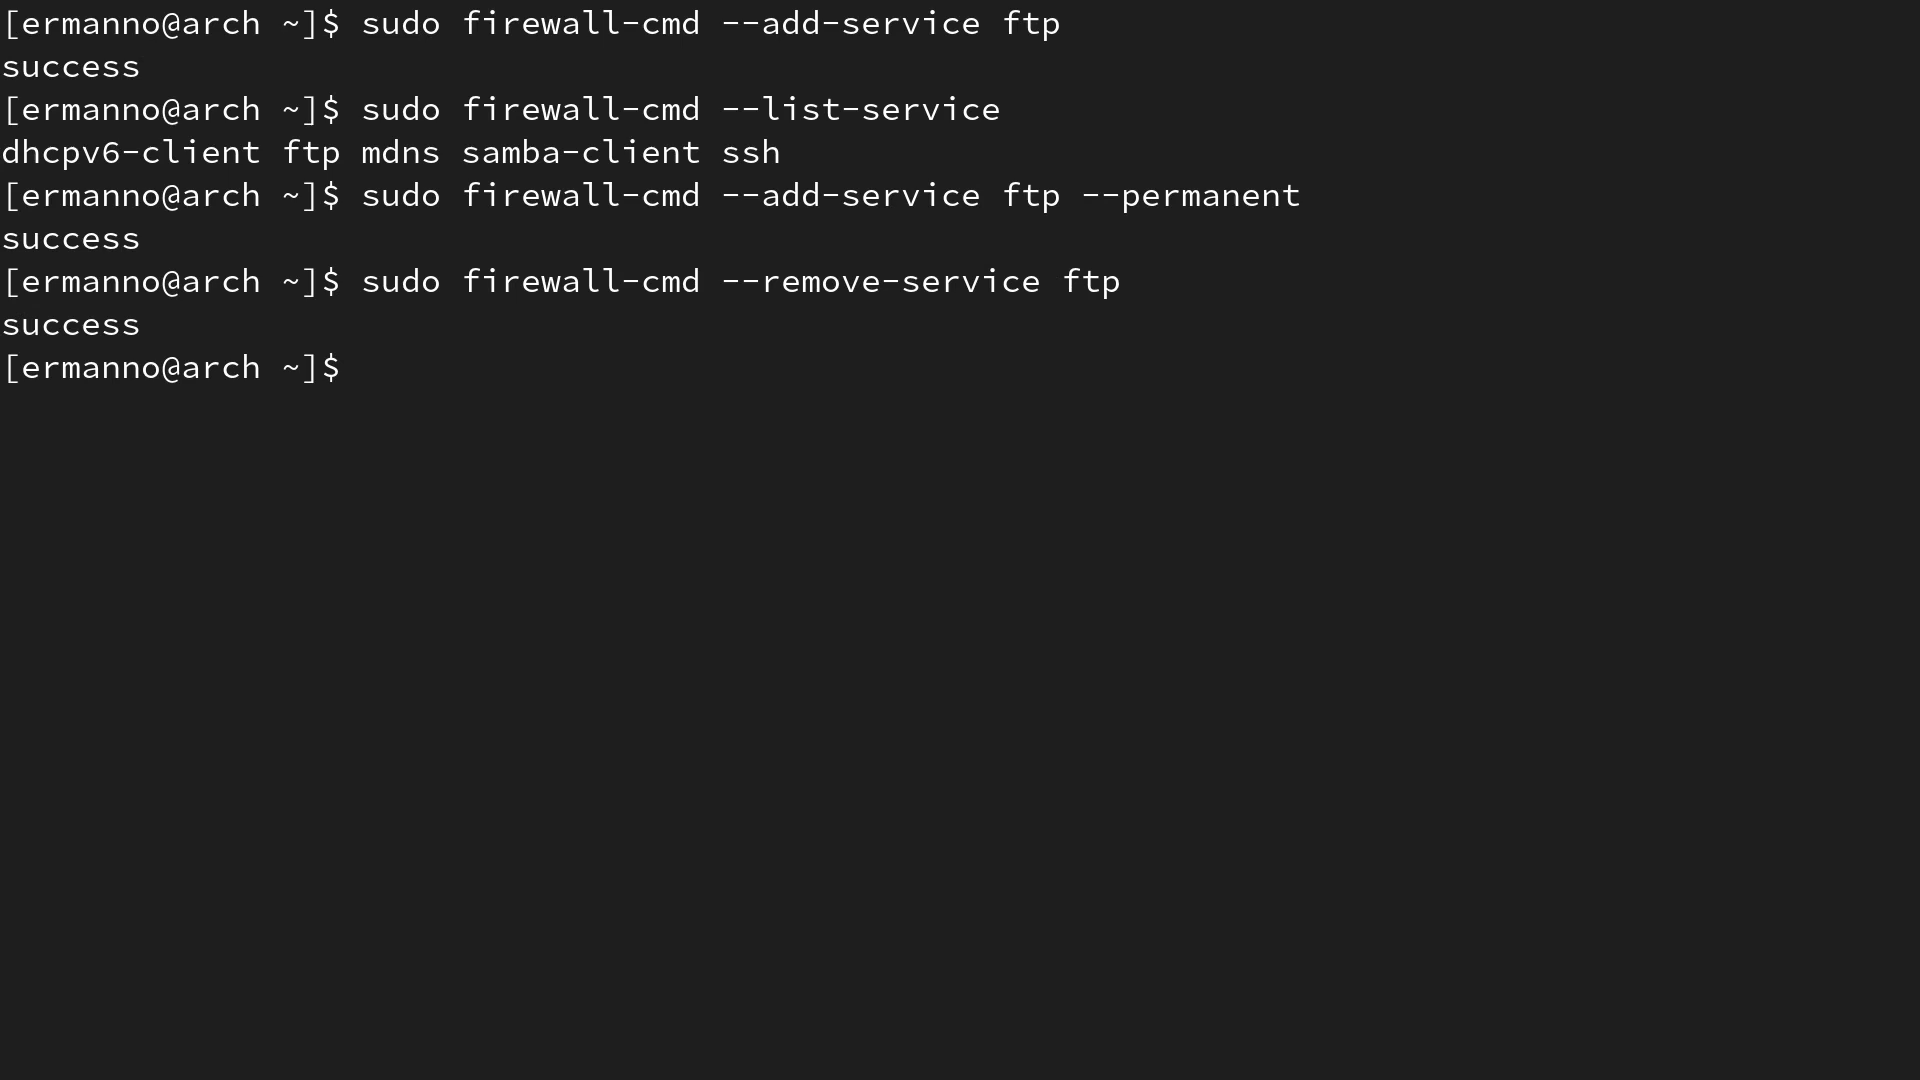 [ermanno@arch ~]$ sudo firewall-cmd --add-service ftp
success
[ermanno@arch ~]$ sudo firewall-cmd --list-service
dhcpv6-client ftp mdns samba-client ssh
[ermanno@arch ~]$ sudo firewall-cmd --add-service ftp --permanent
success
[ermanno@arch ~]$ sudo firewall-cmd --remove-service ftp
success
[ermanno@arch ~]$